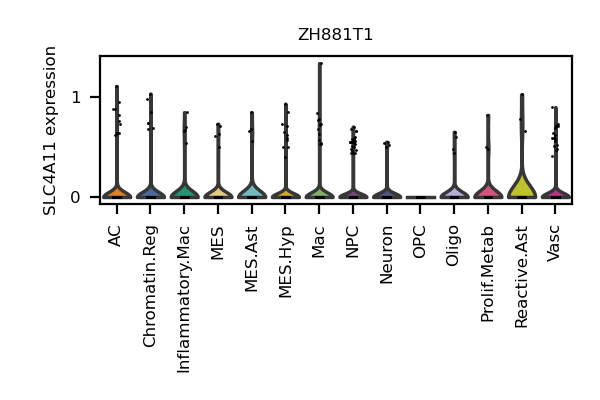 ZH881T1
SLC4A11 expression
1
0
AC
Chromatin.Reg
Inflammatory.Mac
MES
MES.Ast
MES.Hyp
Mac
NPC
Neuron
OPC
Oligo
Prolif.Metab
Reactive.Ast
Vasc